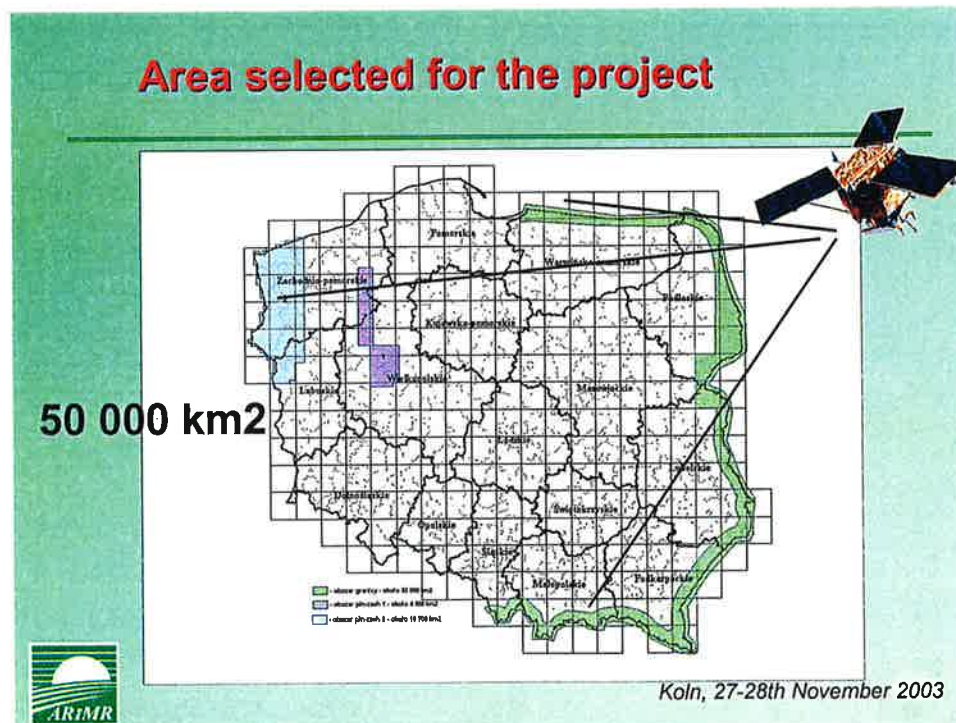 Area selected for the project
Pomorskie
Zachodnio-pomorskie
Podlaskie
Kujawsko-pomorskie
Wielkopolskie
Lubuskie
Mazowieckie
50 000 km2
Łódzkie
Lubelskie
Dolnośląskie
Świętokrzyskie
Opolskie
Śląskie
Małopolskie
Podkarpackie
Koln, 27-28th November 2003
ARiMR